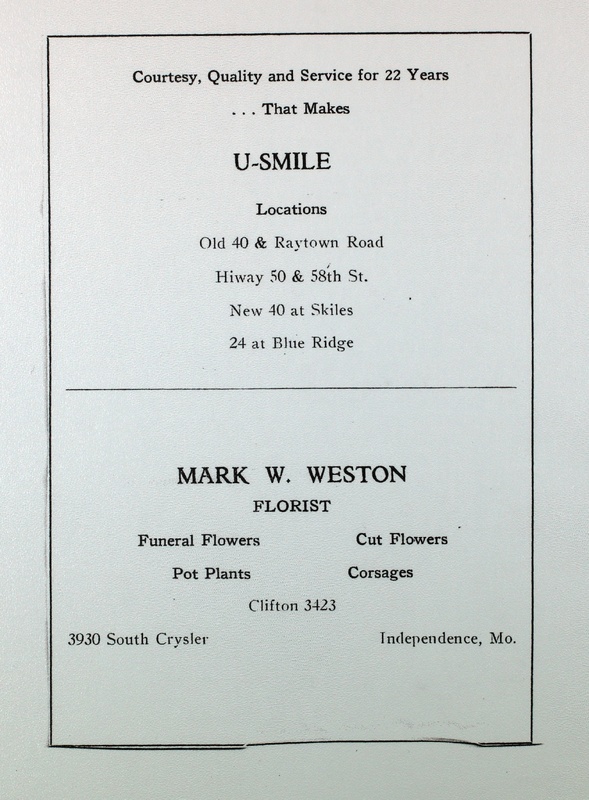 Courtesy, Quality and Service for 22 Years
. . . That Makes
U-SMILE
Locations
Old 40 & Raytown Road
Hiway 50 & 58th St.
New 40 at Skiles
24 at Blue Ridge
MARK W. WESTON
FLORIST
Funeral Flowers Cut Flowers
Pot Plants Corsages
Clifton 3423
3930 South Crysler Independence, Mo.